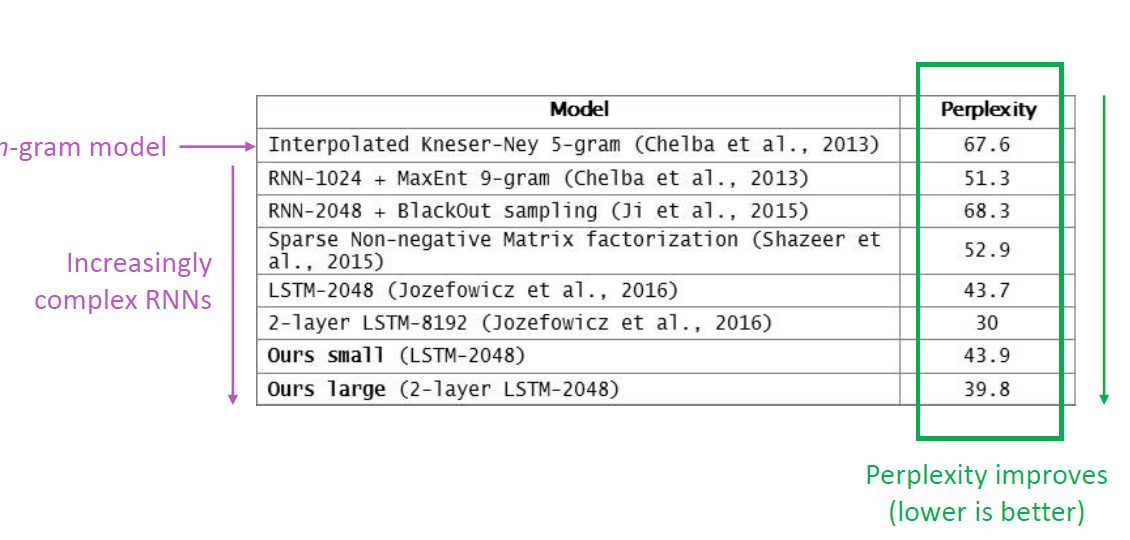 Model Perplexity
n-gram model
Interpolated Kneser-Ney 5-gram (Chelba et al., 2013) 67.6
RNN-1024 + MaxEnt 9-gram (Chelba et al., 2013) 51.3
RNN-2048 + BlackOut sampling (Ji et al., 2015) 68.3
Sparse Non-negative Matrix factorization (Shazeer et
al., 2015) 52.9
LSTM-2048 (Jozefowicz et al., 2016) 43.7
2-layer LSTM-8192 (Jozefowicz et al., 2016) 30
Ours small (LSTM-2048) 43.9
Ours large (2-layer LSTM-2048) 39.8
Increasingly
complex RNNs
Perplexity improves
(lower is better)